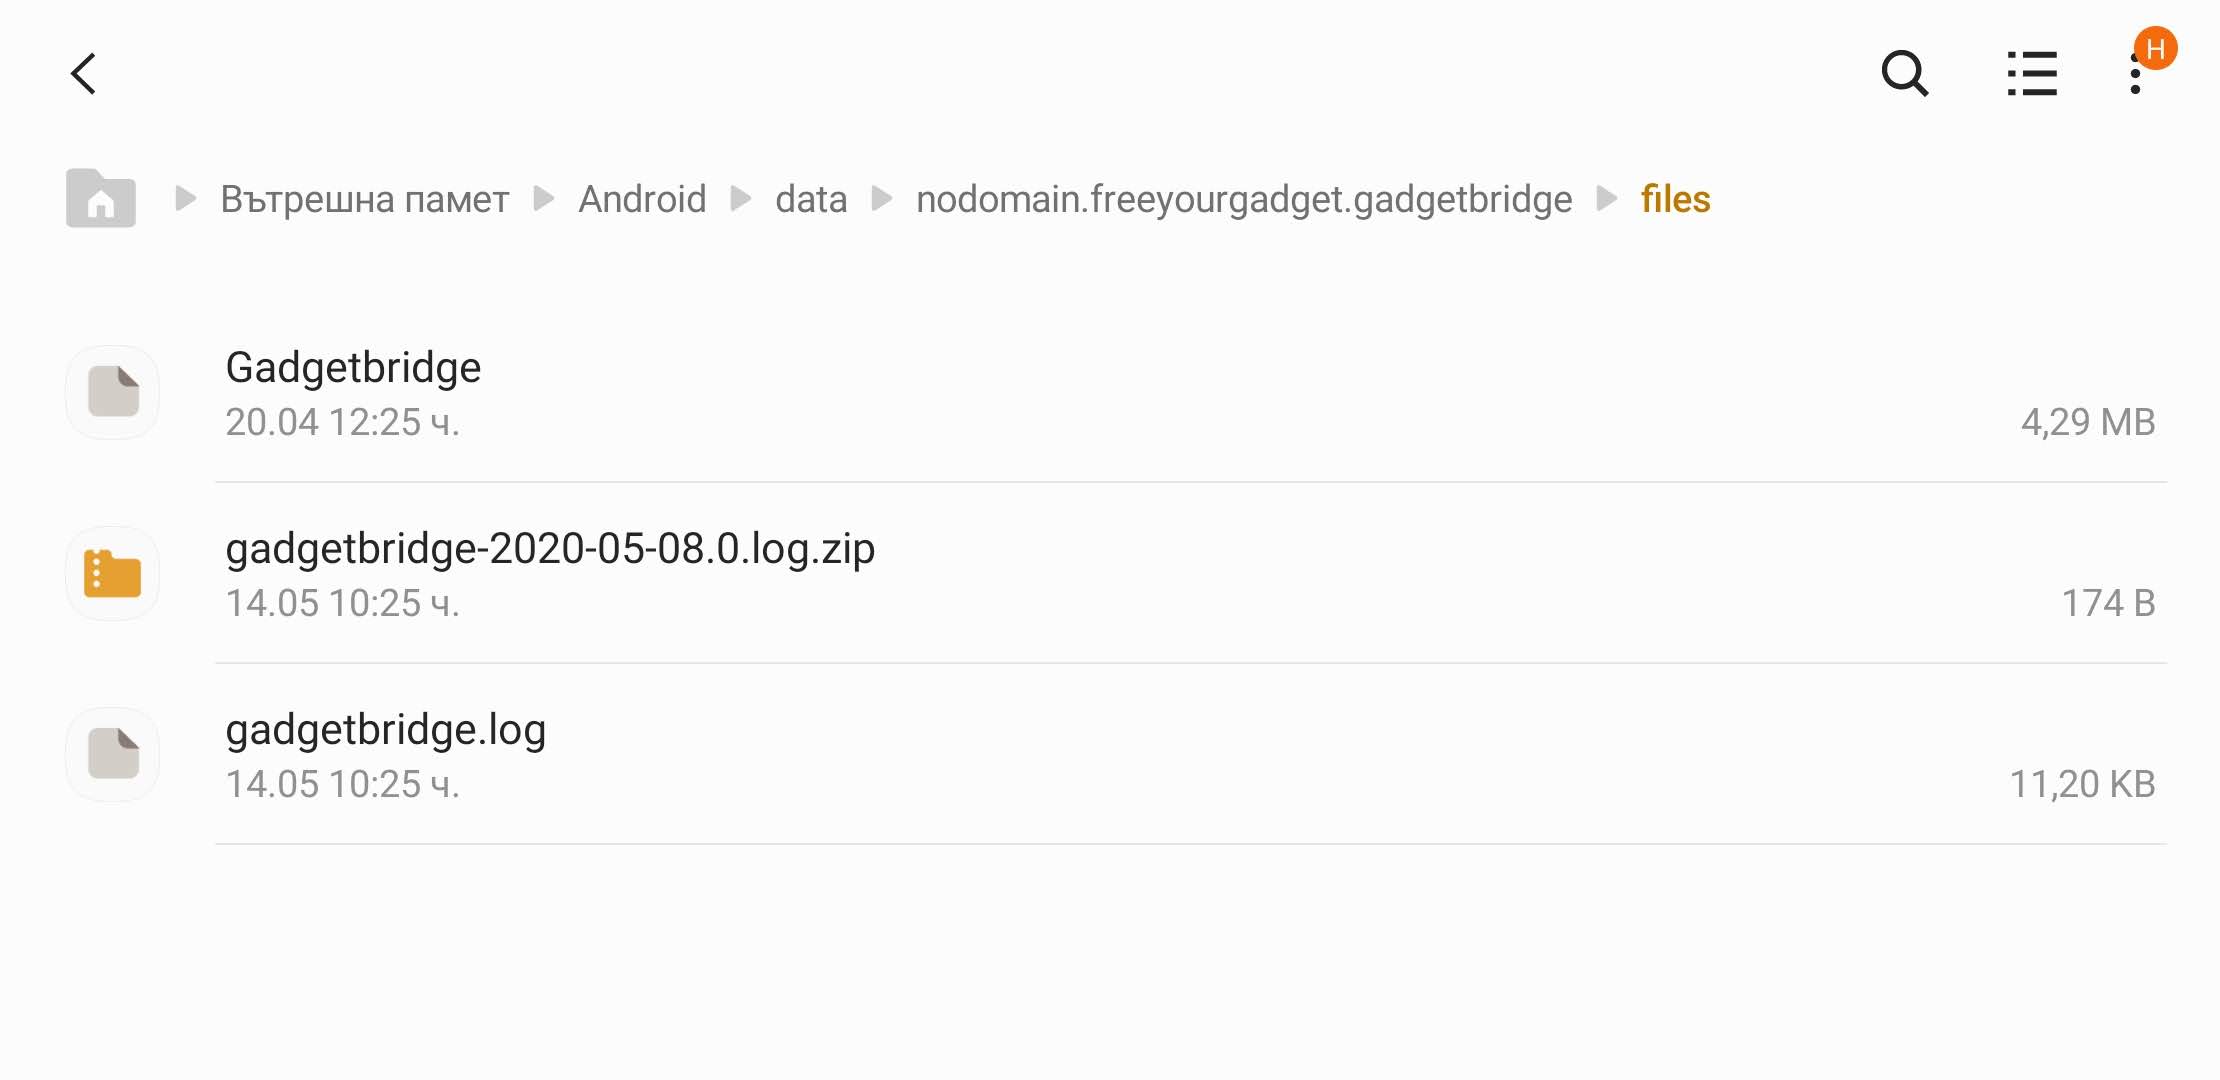 Н
Вътрешна памет Android data nodomain.freeyourgadget.gadgetbridge files
Gadgetbridge
20.04 12:25 ч.
4,29 MB
gadgetbridge-2020-05-08.0.log.zip
14.05 10:25 ч.
174 B
gadgetbridge.log
14.05 10:25 ч.
11,20 KB